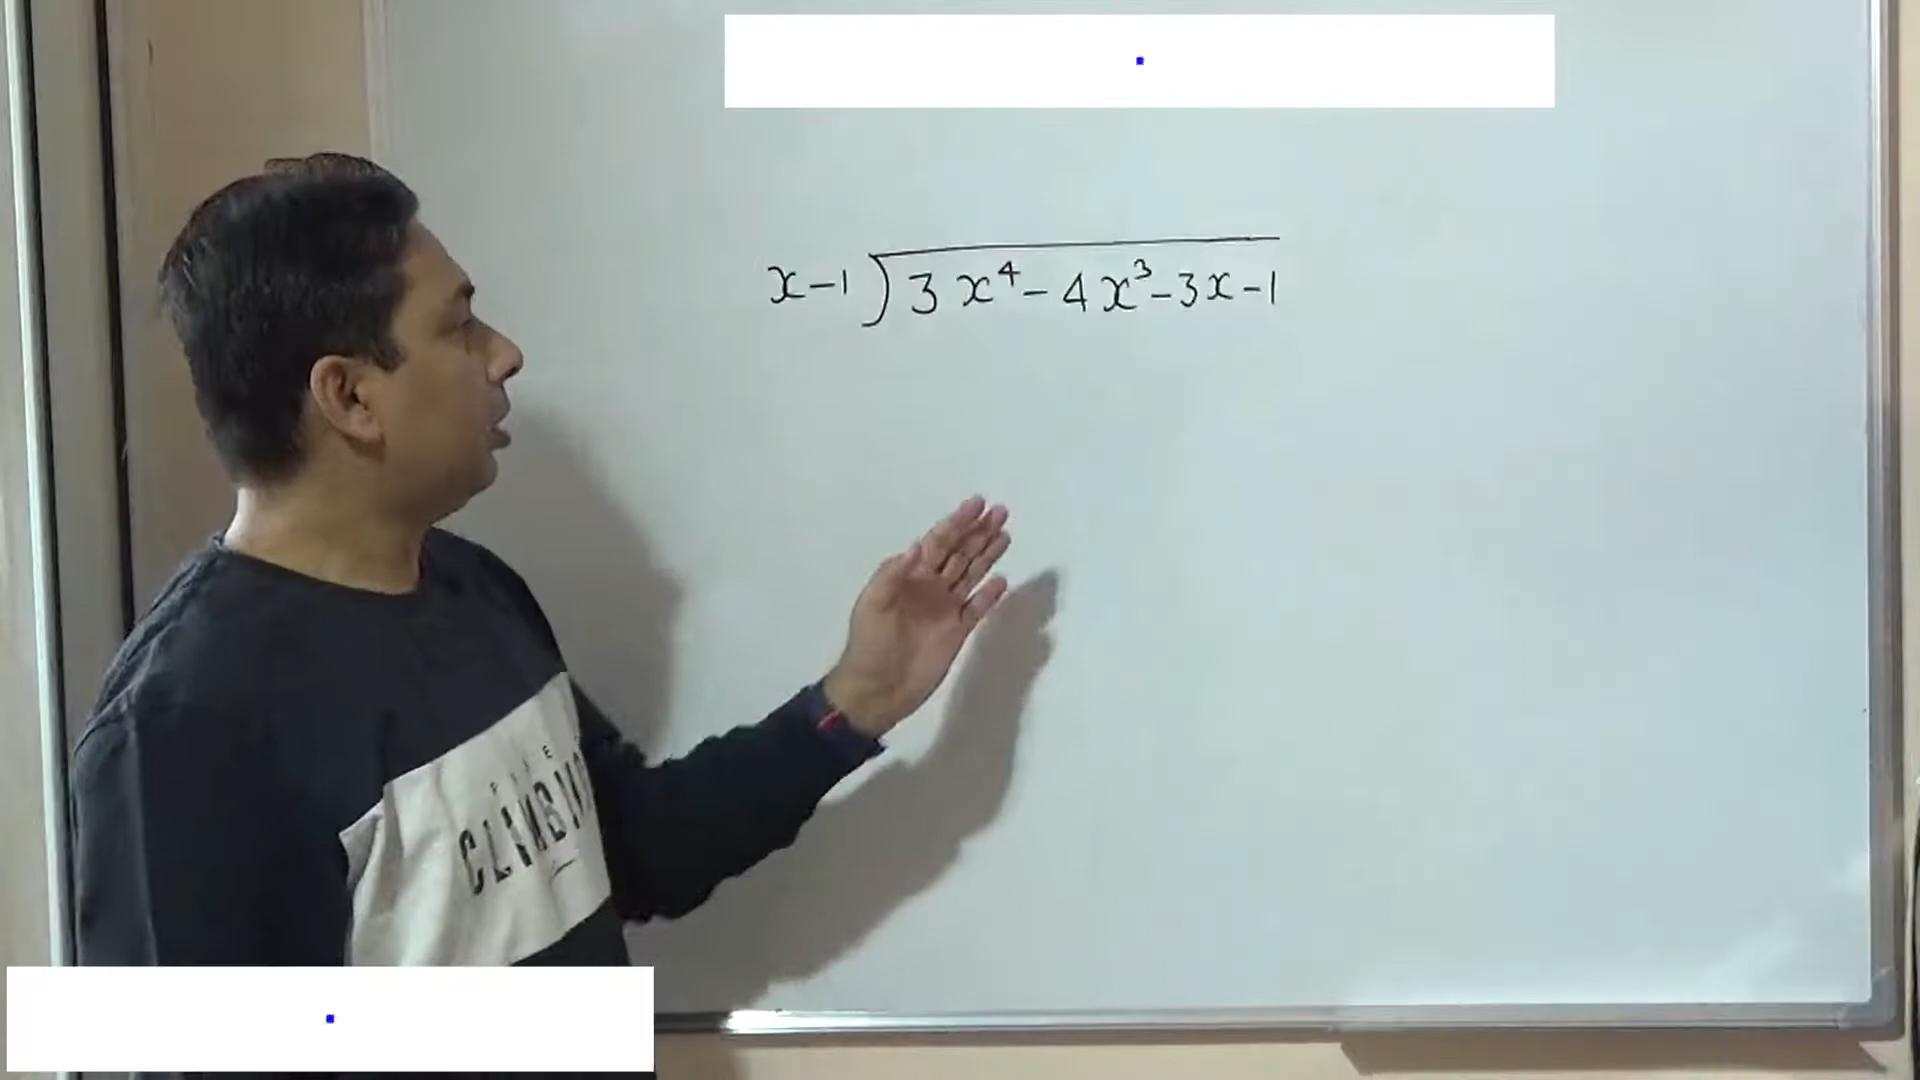 x-1 ) 3x⁴ - 4x³ - 3x - 1